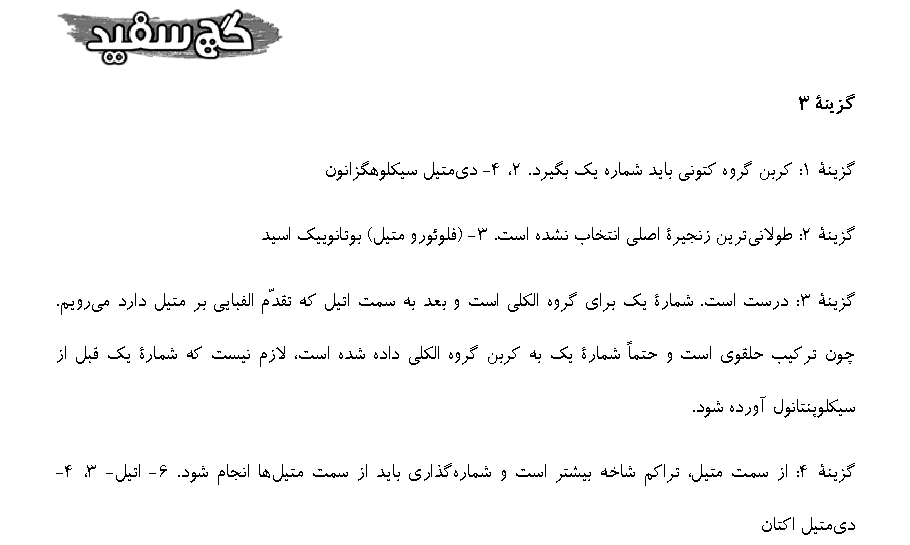 گچ سفید
گزینهٔ ۳
گزینهٔ ۱: کربن گروه کتونی باید شماره یک بگیرد. ۲، ۴- دی‌متیل سیکلوهگزانون
گزینهٔ ۲: طولانی‌ترین زنجیرهٔ اصلی انتخاب نشده است. ۳- (فلوئورو متیل) بوتانوییک اسید
گزینهٔ ۳: درست است. شمارهٔ یک برای گروه الکلی است و بعد به سمت اتیل که تقدّم الفبایی بر متیل دارد می‌رویم.
چون ترکیب حلقوی است و حتماً شمارهٔ یک به کربن گروه الکلی داده شده است، لازم نیست که شمارهٔ یک قبل از
سیکلوپنتانول آورده شود.
گزینهٔ ۴: از سمت متیل، تراکم شاخه بیشتر است و شماره‌گذاری باید از سمت متیل‌ها انجام شود. ۶- اتیل- ۳، ۴-
دی‌متیل اکتان